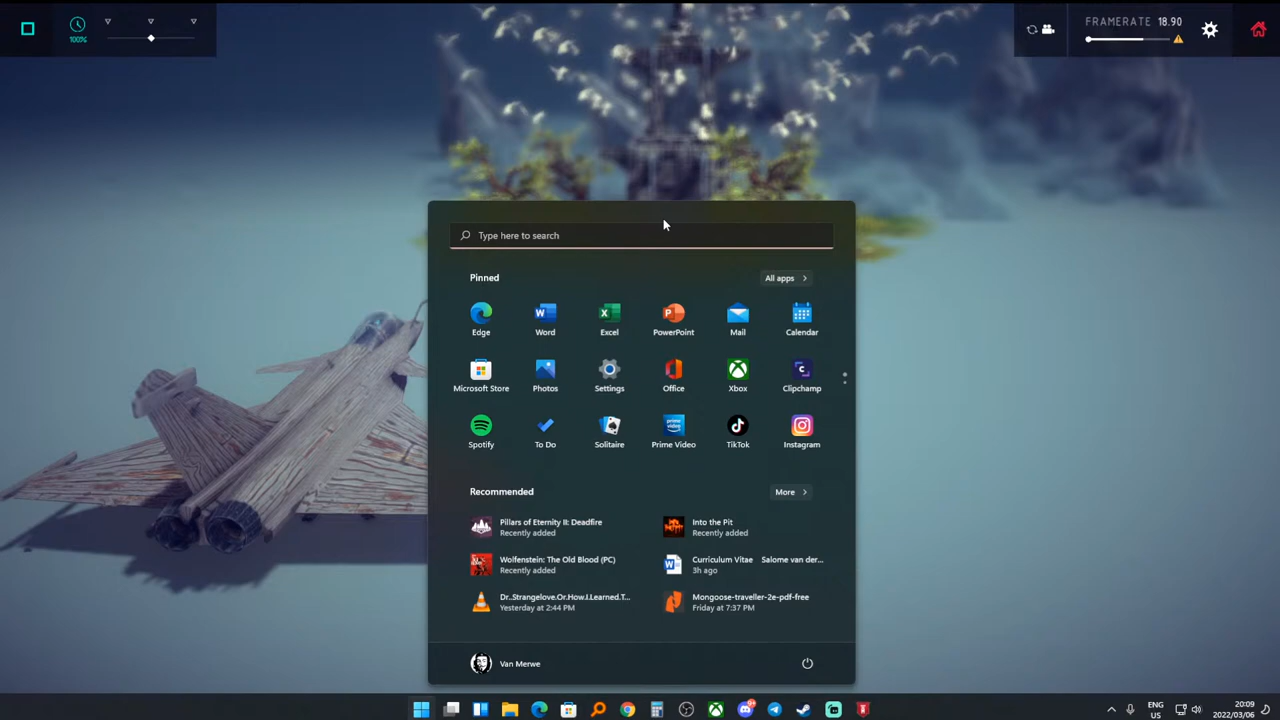 100%
FRAMERATE 18.90
Type here to search
Pinned
All apps
Edge
Word
Excel
PowerPoint
Mail
Calendar
Microsoft Store
Photos
Settings
Office
Xbox
Clipchamp
Spotify
To Do
Solitaire
Prime Video
TikTok
Instagram
Recommended
More
Pillars of Eternity II: Deadfire
Recently added
Into the Pit
Recently added
Wolfenstein: The Old Blood (PC)
Recently added
Curriculum Vitae Salome van der...
3h ago
Dr..Strangelove.Or.How.I.Learned.T...
Yesterday at 2:44 PM
Mongoose-traveller-2e-pdf-free
Friday at 7:37 PM
Van Merwe
ENG
US
20:09
2022/03/06